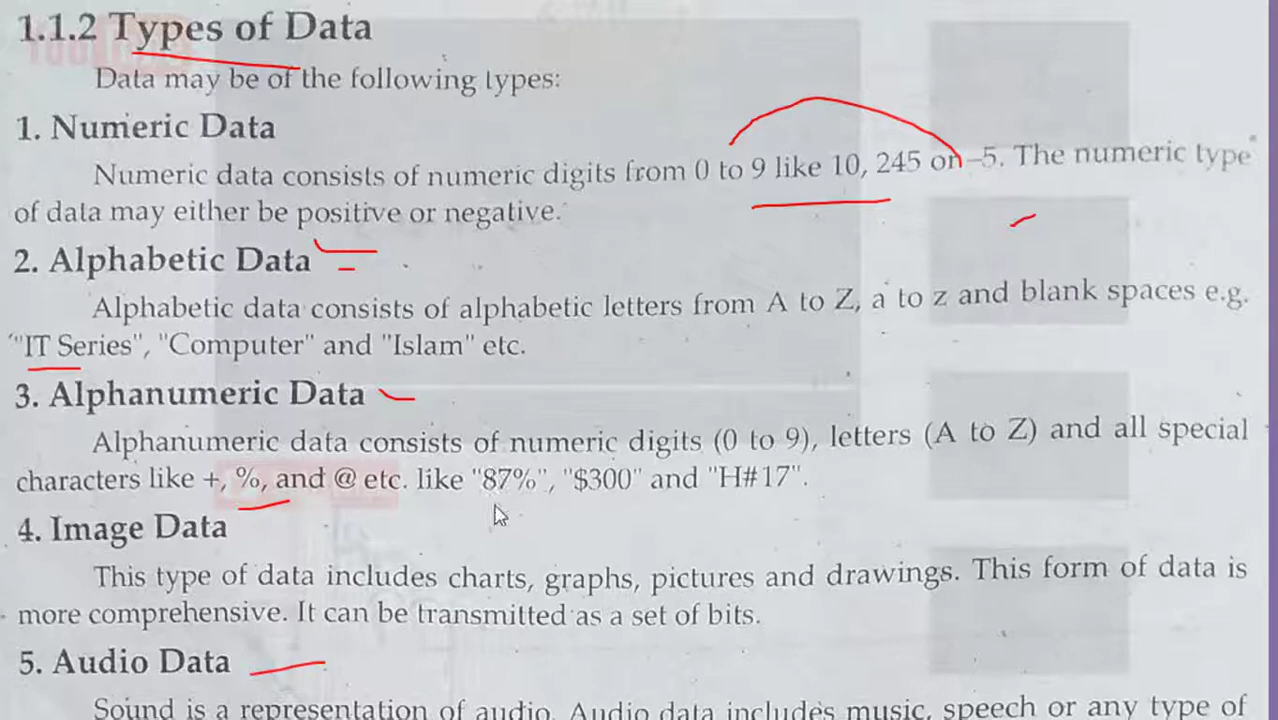 1.1.2 Types of Data
Data may be of the following types:
1. Numeric Data
Numeric data consists of numeric digits from 0 to 9 like 10, 245 or –5. The numeric type
of data may either be positive or negative.
2. Alphabetic Data
Alphabetic data consists of alphabetic letters from A to Z, a to z and blank spaces e.g.
"IT Series", "Computer" and "Islam" etc.
3. Alphanumeric Data
Alphanumeric data consists of numeric digits (0 to 9), letters (A to Z) and all special
characters like +, %, and @ etc. like "87%", "$300" and "H#17".
4. Image Data
This type of data includes charts, graphs, pictures and drawings. This form of data is
more comprehensive. It can be transmitted as a set of bits.
5. Audio Data
Sound is a representation of audio. Audio data includes music, speech or any type of